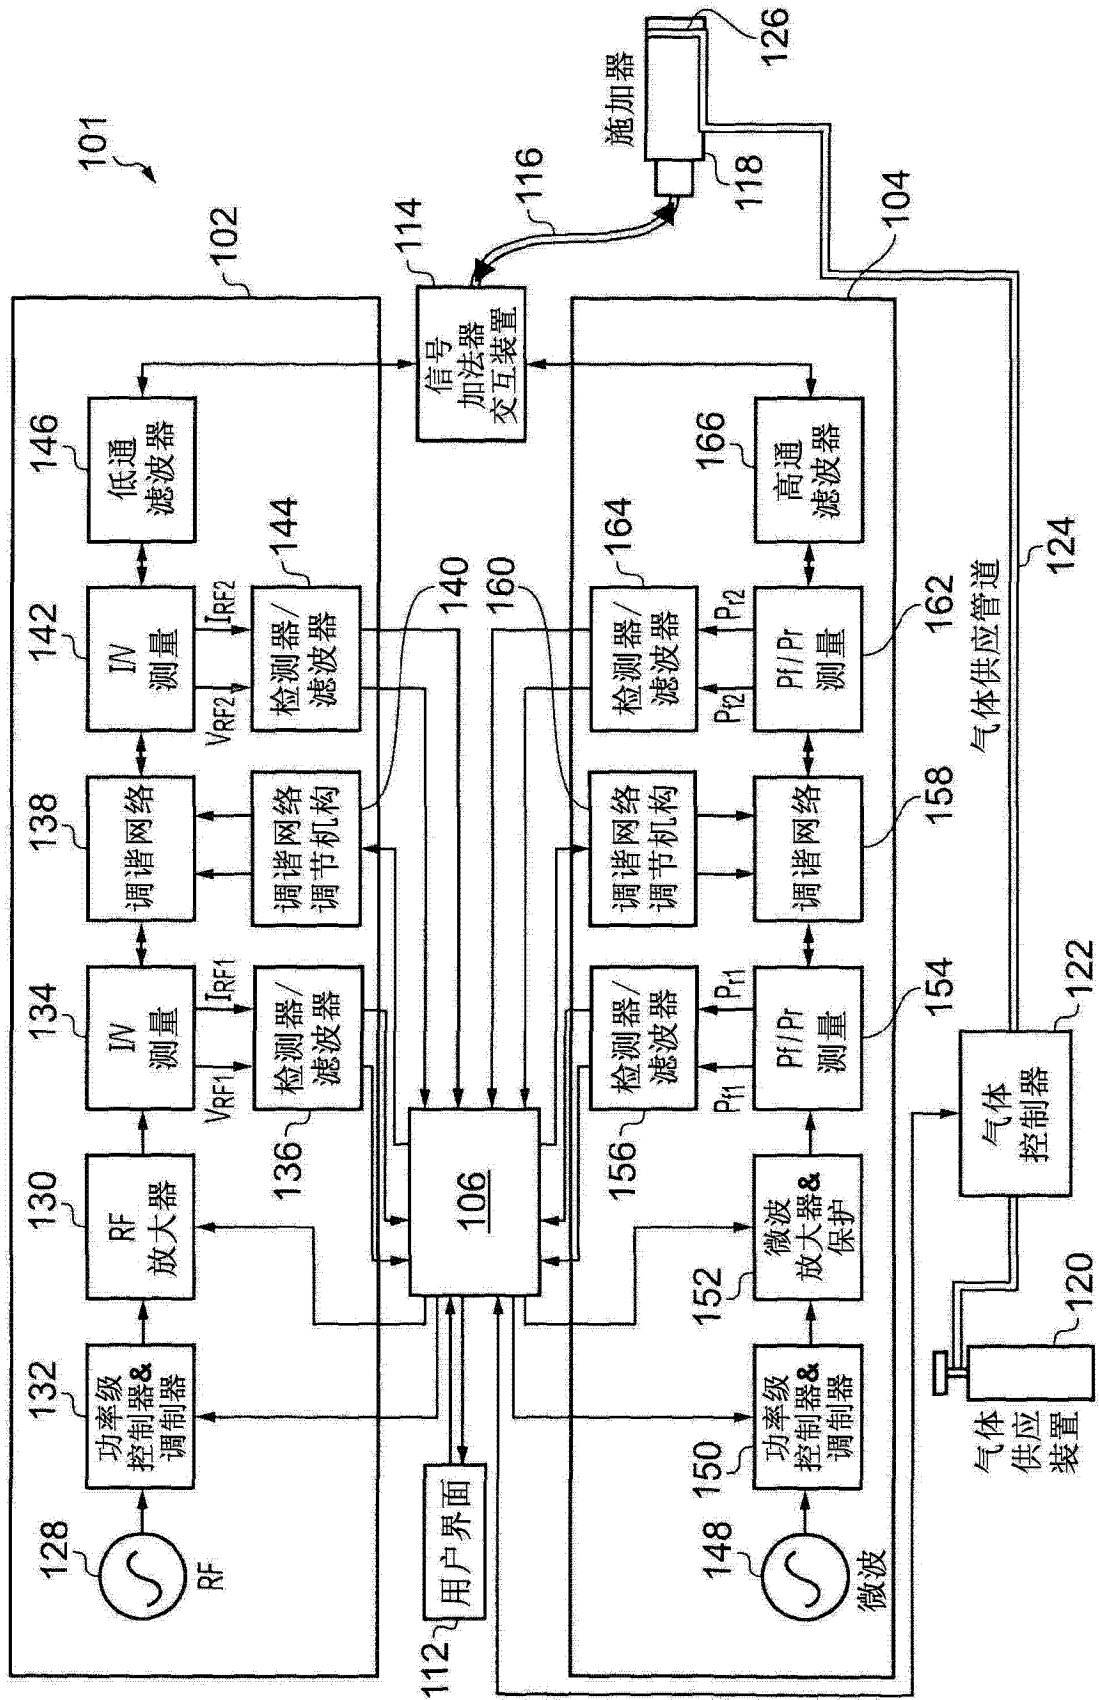 101
102
128
RF
132
功率级
控制器&
调制器
130
RF
放大器
134
I/V
测量
VRF1
IRF1
136
检测器/
滤波器
138
调谐网络
调谐网络
调节机构
140
142
I/V
测量
VRF2
IRF2
144
检测器/
滤波器
146
低通
滤波器
112
用户界面
106
114
信号
加法器
交互装置
116
施加器
118
126
104
148
微波
150
功率级
控制器&
调制器
152
微波
放大器&
保护
154
Pf/Pr
测量
Pf1
Pr1
156
检测器/
滤波器
158
调谐网络
160
调谐网络
调节机构
162
Pf/Pr
测量
Pf2
Pr2
164
检测器/
滤波器
166
高通
滤波器
气体
供应
装置
120
气体
控制器
122
气体供应管道
124